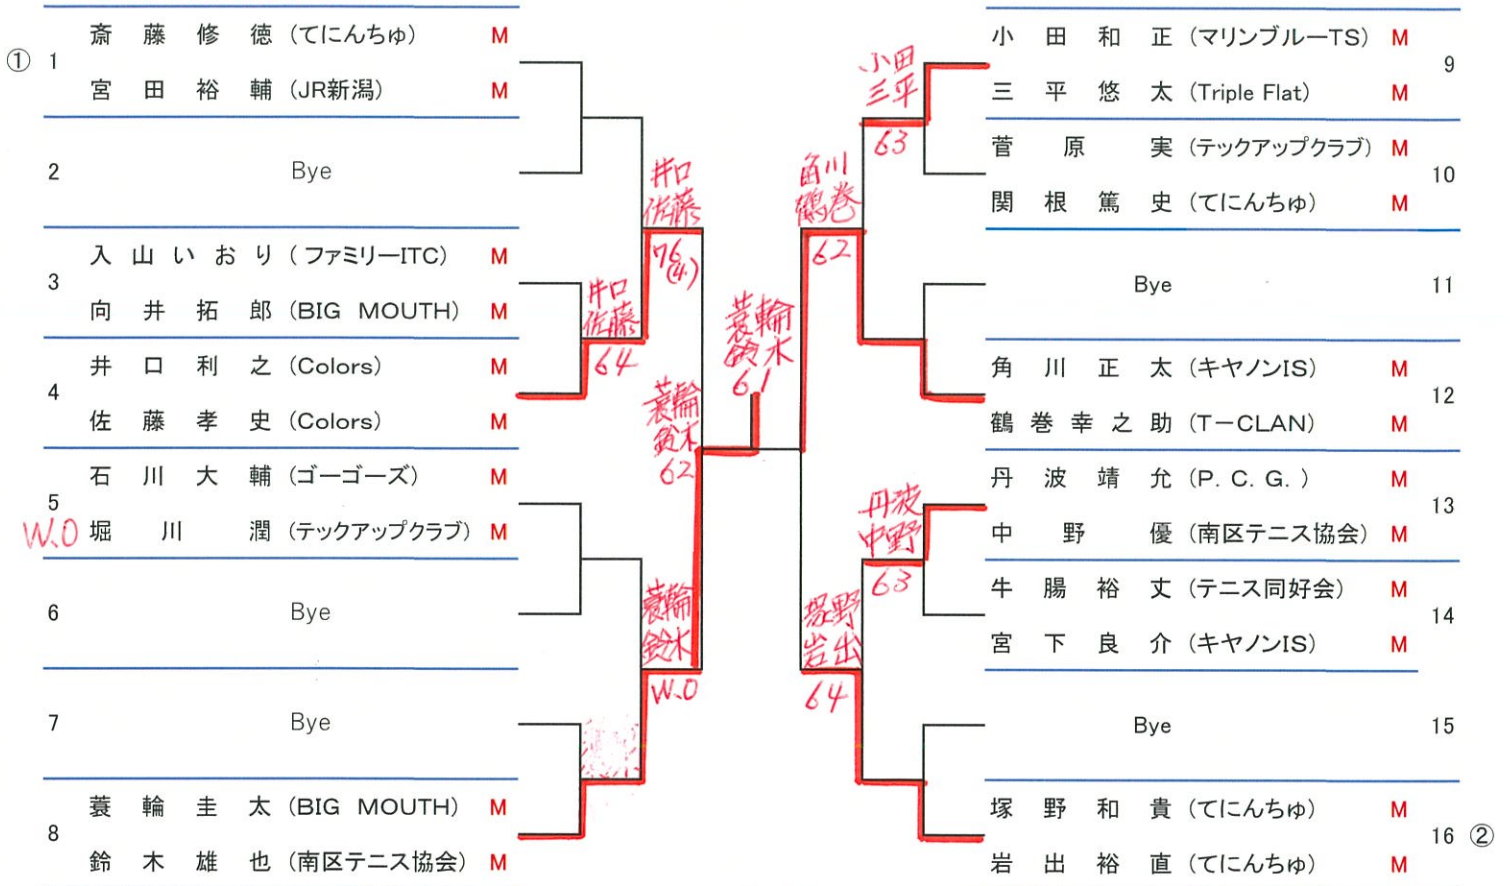 斎藤修徳 (てにんちゅ) M
① 1
宮田裕輔 (JR新潟) M
2 Bye
入山いおり (ファミリーITC) M
3
向井拓郎 (BIG MOUTH) M
井口利之 (Colors) M
4
佐藤孝史 (Colors) M
石川大輔 (ゴーゴーズ) M
5
W.O 堀川潤 (テックアップクラブ) M
6 Bye
7 Bye
蓑輪圭太 (BIG MOUTH) M
8
鈴木雄也 (南区テニス協会) M
井口
佐藤
64
井口
佐藤
76
(4)
蓑輪
鈴木
W.O
蓑輪
鈴木
62
蓑輪
鈴木
61
角川
鶴巻
62
小田
三平
63
丹波
中野
63
塚野
岩出
64
小田和正 (マリンブルーTS) M
9
三平悠太 (Triple Flat) M
菅原実 (テックアップクラブ) M
10
関根篤史 (てにんちゅ) M
Bye 11
角川正太 (キヤノンIS) M
12
鶴巻幸之助 (T-CLAN) M
丹波靖允 (P. C. G. ) M
13
中野優 (南区テニス協会) M
牛腸裕丈 (テニス同好会) M
14
宮下良介 (キヤノンIS) M
Bye 15
塚野和貴 (てにんちゅ) M
16 ②
岩出裕直 (てにんちゅ) M